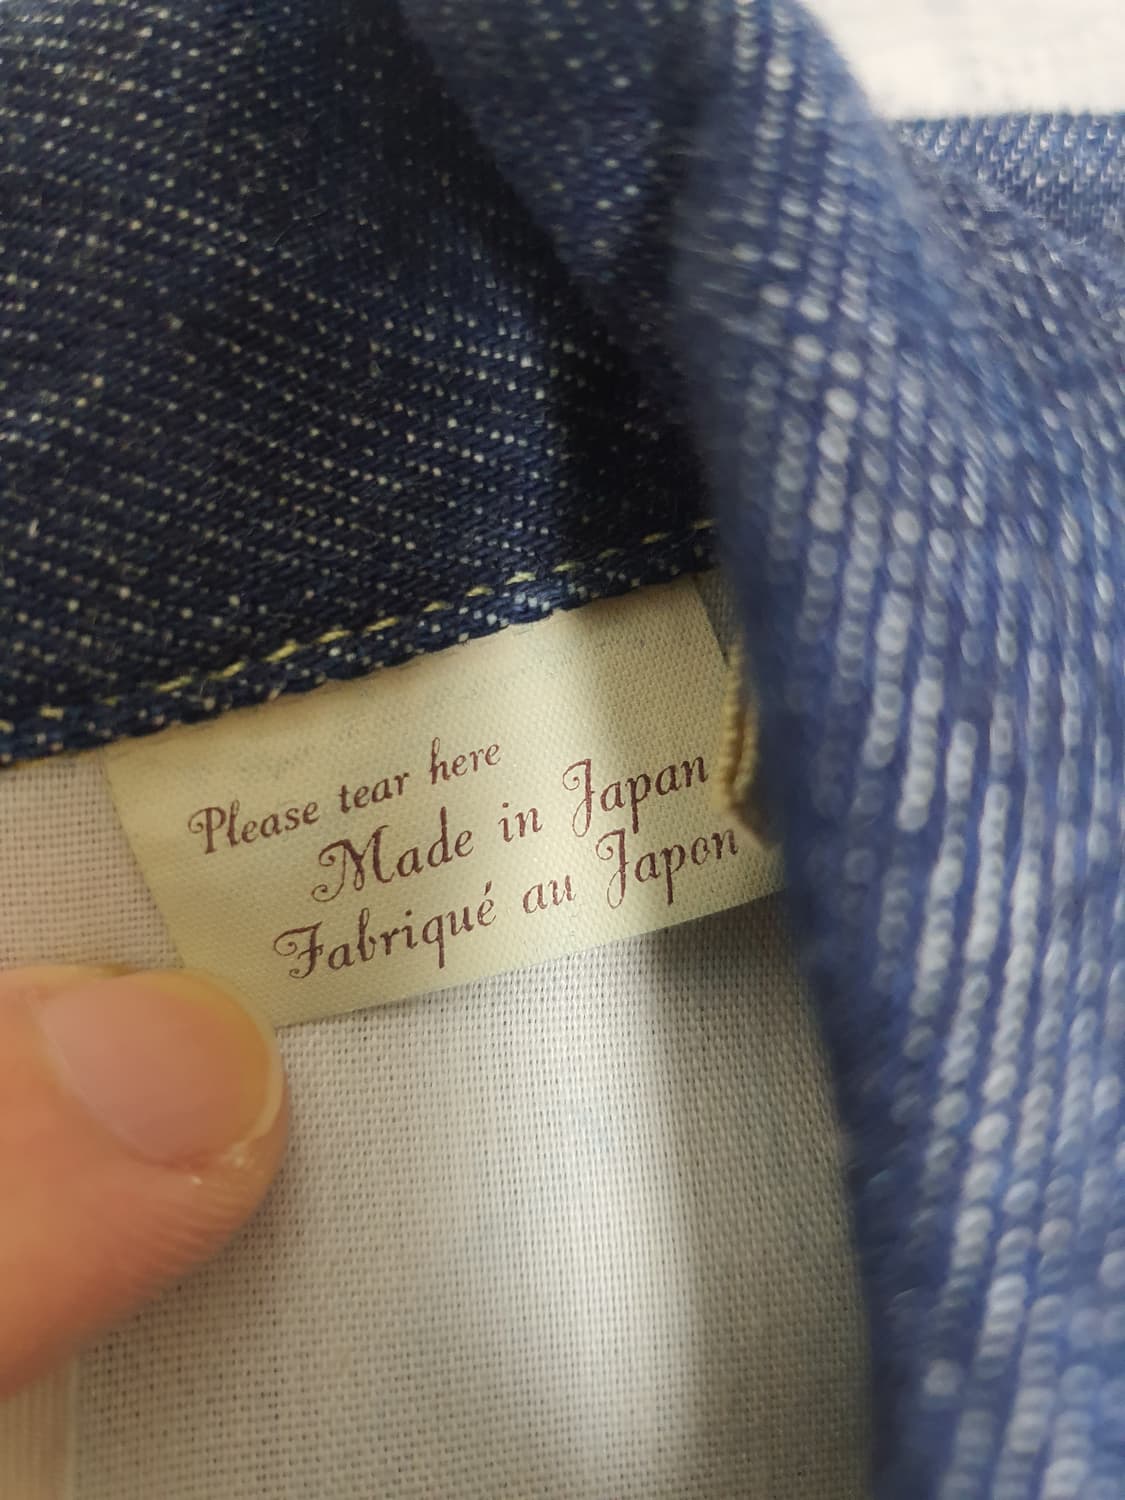 Please tear here
Made in Japan
Fabriqué au Japon